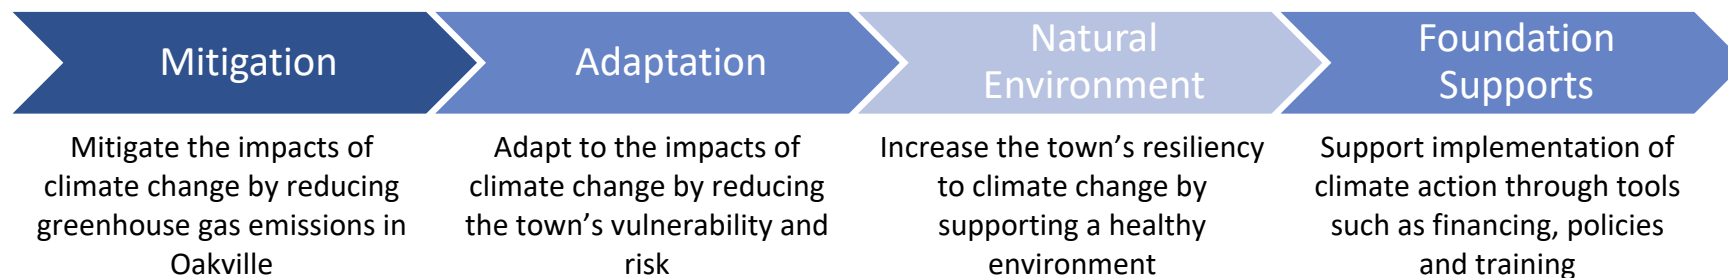 Mitigation
Mitigate the impacts of
climate change by reducing
greenhouse gas emissions in
Oakville
Adaptation
Adapt to the impacts of
climate change by reducing
the town’s vulnerability and
risk
Natural
Environment
Increase the town’s resiliency
to climate change by
supporting a healthy
environment
Foundation
Supports
Support implementation of
climate action through tools
such as financing, policies
and training